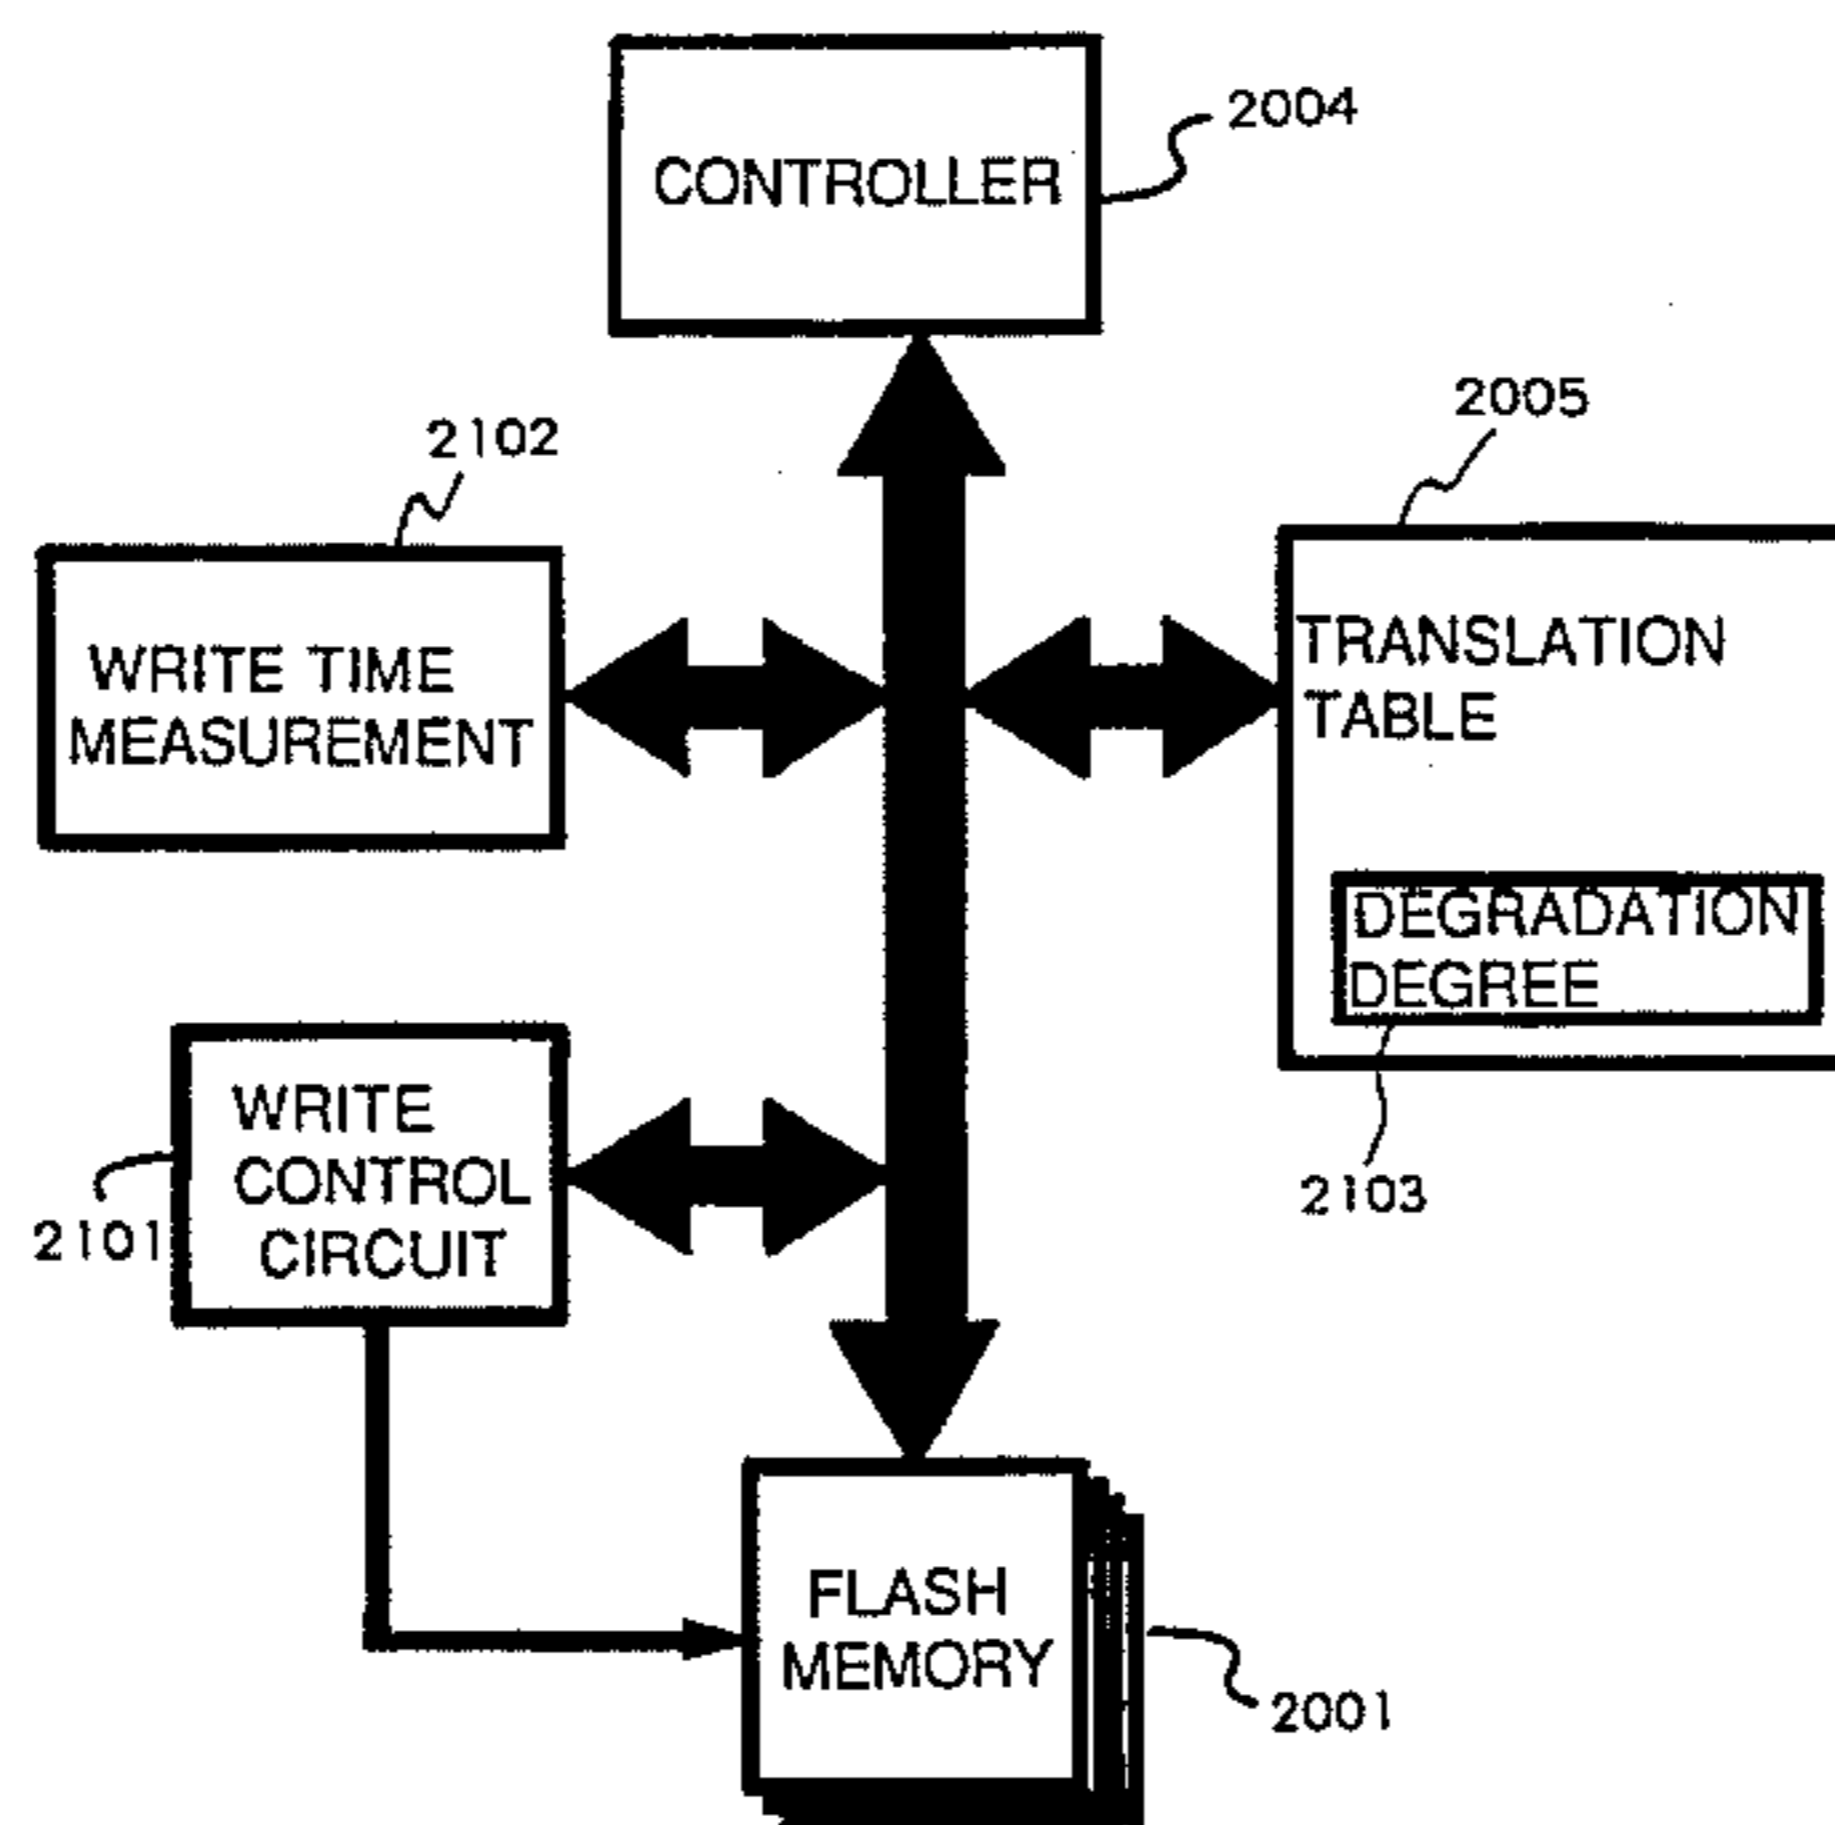 CONTROLLER
2004
2102
2005
WRITE TIME
MEASUREMENT
TRANSLATION
TABLE
DEGRADATION
DEGREE
2103
WRITE
CONTROL
CIRCUIT
2101
FLASH
MEMORY
2001